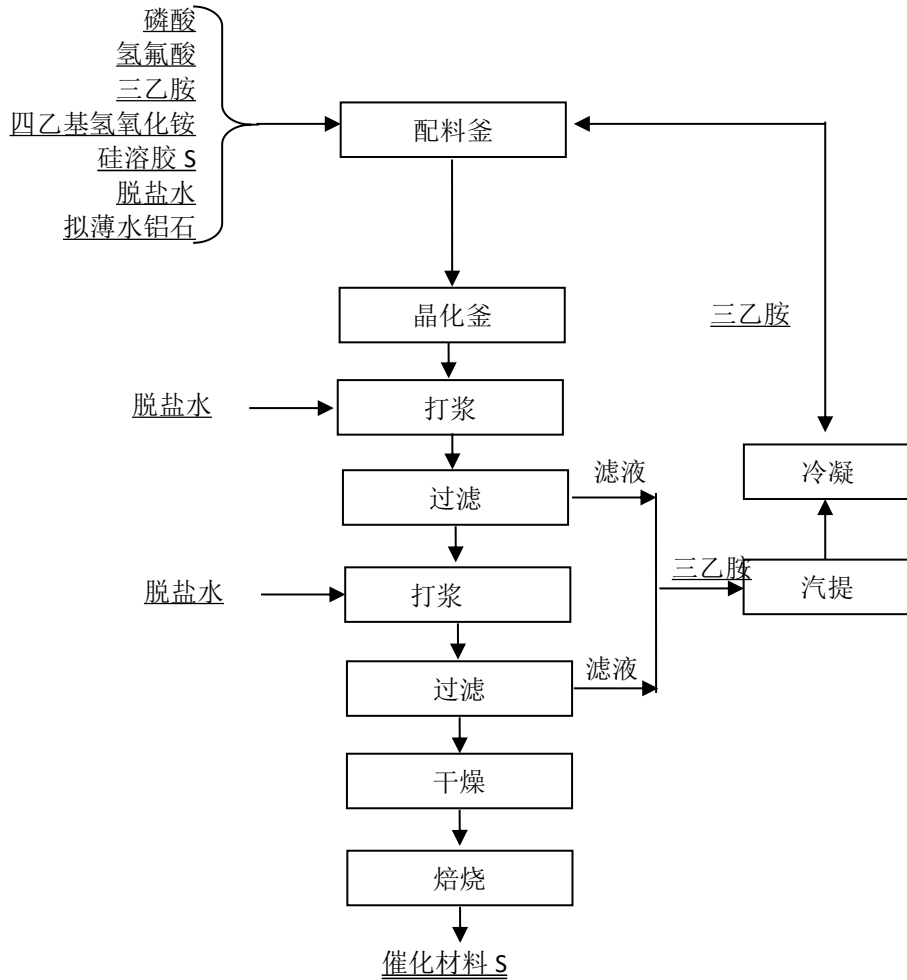 磷酸
氢氟酸
三乙胺
四乙基氢氧化铵
硅溶胶 S
脱盐水
拟薄水铝石
配料釜
三乙胺
晶化釜
脱盐水
打浆
冷凝
过滤
滤液
三乙胺
汽提
脱盐水
打浆
过滤
滤液
干燥
焙烧
催化材料 S